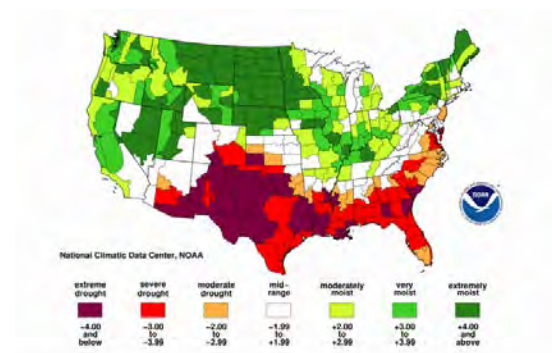 NOAA
National Climatic Data Center, NOAA
extreme drought
severe drought
moderate drought
mid-range
moderately moist
very moist
extremely moist
-4.00 and below
-3.00 to -3.99
-2.00 to -2.99
-1.99 to +1.99
+2.00 to +2.99
+3.00 to +3.99
+4.00 and above